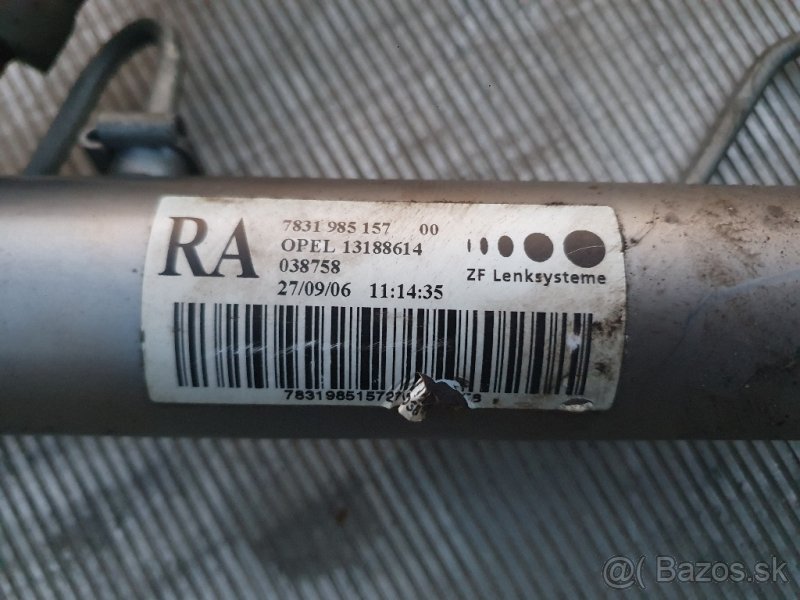 RA
7831 985 157 00
OPEL 13188614
038758
27/09/06 11:14:35
ZF Lenksysteme
@ Bazos.sk